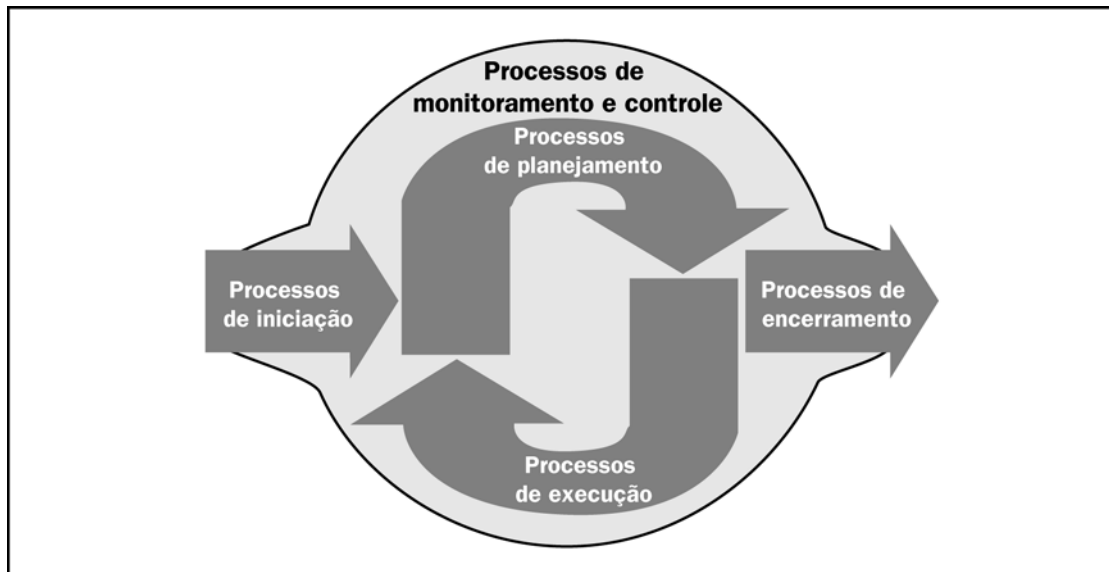 Processos de
monitoramento e controle
Processos
de planejamento
Processos
de iniciação
Processos de
encerramento
Processos
de execução